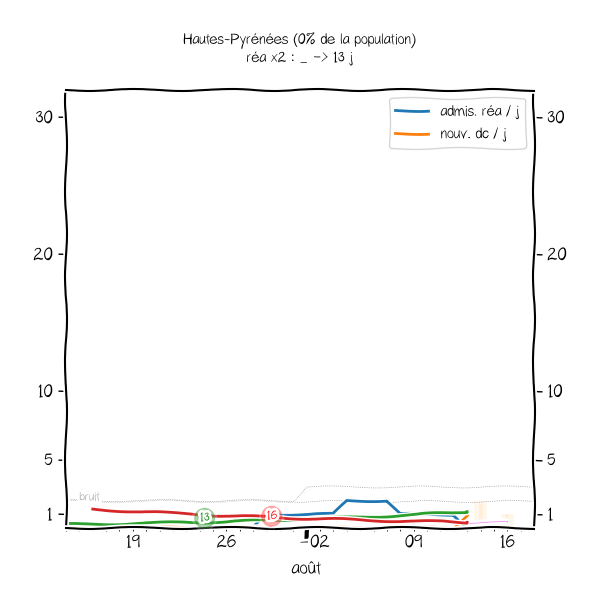 Hautes-Pyrénées (0% de la population)
réa x2 : _ -> 13 j
admis. réa / j
nouv. dc / j
30
30
20
20
10
10
5
5
bruit
1
13
16
1
19
26
02
09
16
août